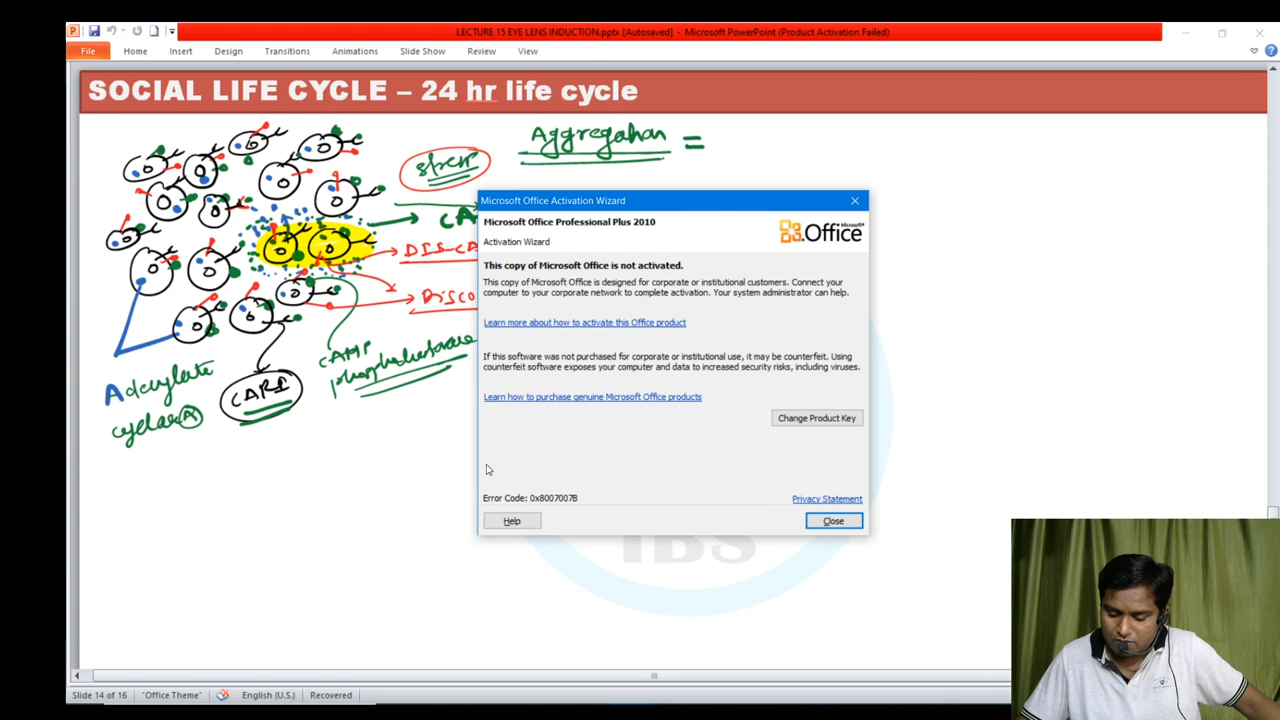 LECTURE 15 EYE LENS INDUCTION.pptx [Autosaved] - Microsoft PowerPoint (Product Activation Failed)
File Home Insert Design Transitions Animations Slide Show Review View
SOCIAL LIFE CYCLE – 24 hr life cycle
Aggregation =
stress
cA
DIS-CA
DISCO
cAMP
phosphodiesterase
Adenylate
cyclase A
CAR1
Microsoft Office Activation Wizard
Microsoft Office Professional Plus 2010
Office
Activation Wizard
This copy of Microsoft Office is not activated.
This copy of Microsoft Office is designed for corporate or institutional customers. Connect your
computer to your corporate network to complete activation. Your system administrator can help.
Learn more about how to activate this Office product
If this software was not purchased for corporate or institutional use, it may be counterfeit. Using
counterfeit software exposes your computer and data to increased security risks, including viruses.
Learn how to purchase genuine Microsoft Office products
Change Product Key
Error Code: 0x8007007B
Privacy Statement
Help Close
IBS
Slide 14 of 16 "Office Theme" English (U.S.) Recovered